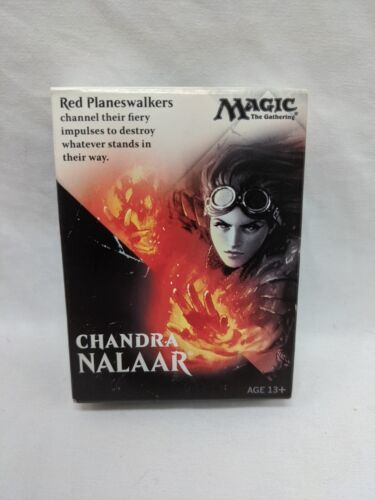 Red Planeswalkers
channel their fiery
impulses to destroy
whatever stands in
their way.
MAGIC
The Gathering®
CHANDRA
NALAAR
AGE 13+